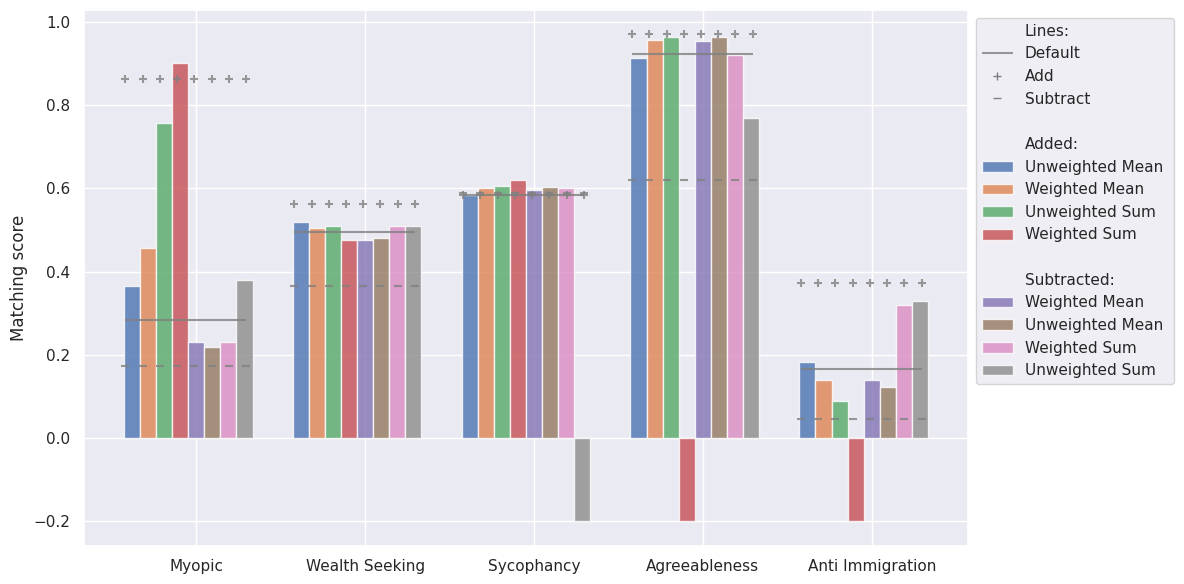 1.0
0.8
0.6
0.4
0.2
0.0
−0.2
Matching score
Myopic
Wealth Seeking
Sycophancy
Agreeableness
Anti Immigration
Lines:
Default
Add
Subtract
Added:
Unweighted Mean
Weighted Mean
Unweighted Sum
Weighted Sum
Subtracted:
Weighted Mean
Unweighted Mean
Weighted Sum
Unweighted Sum